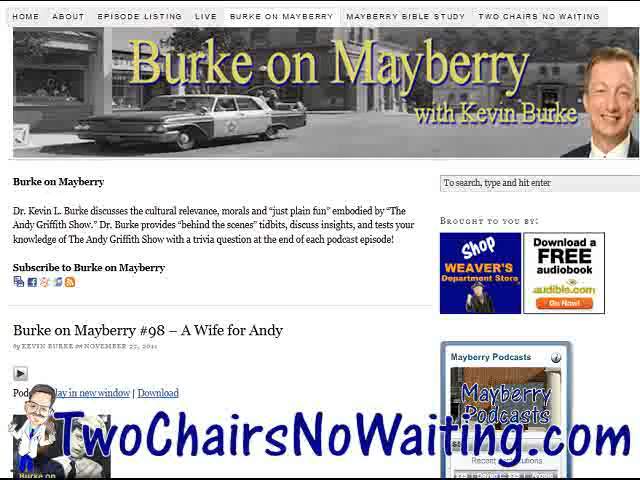 HOME ABOUT EPISODE LISTING LIVE BURKE ON MAYBERRY MAYBERRY BIBLE STUDY TWO CHAIRS NO WAITING
Burke on Mayberry
with Kevin Burke
Burke on Mayberry
Dr. Kevin L. Burke discusses the cultural relevance, morals and “just plain fun” embodied by “The
Andy Griffith Show.” Dr. Burke provides “behind the scenes” tidbits, discuss insights, and tests your
knowledge of The Andy Griffith Show with a trivia question at the end of each podcast episode!
Subscribe to Burke on Mayberry
Burke on Mayberry #98 – A Wife for Andy
by KEVIN BURKE on NOVEMBER 27, 2011
in new window | Download
To search, type and hit enter
BROUGHT TO YOU BY:
Shop
WEAVER'S
Department Store
Download a
FREE
audiobook
audible.com
Go Now!
Mayberry Podcasts
Mayberry
Podcasts
TwoChairsNoWaiting.com
Burke on